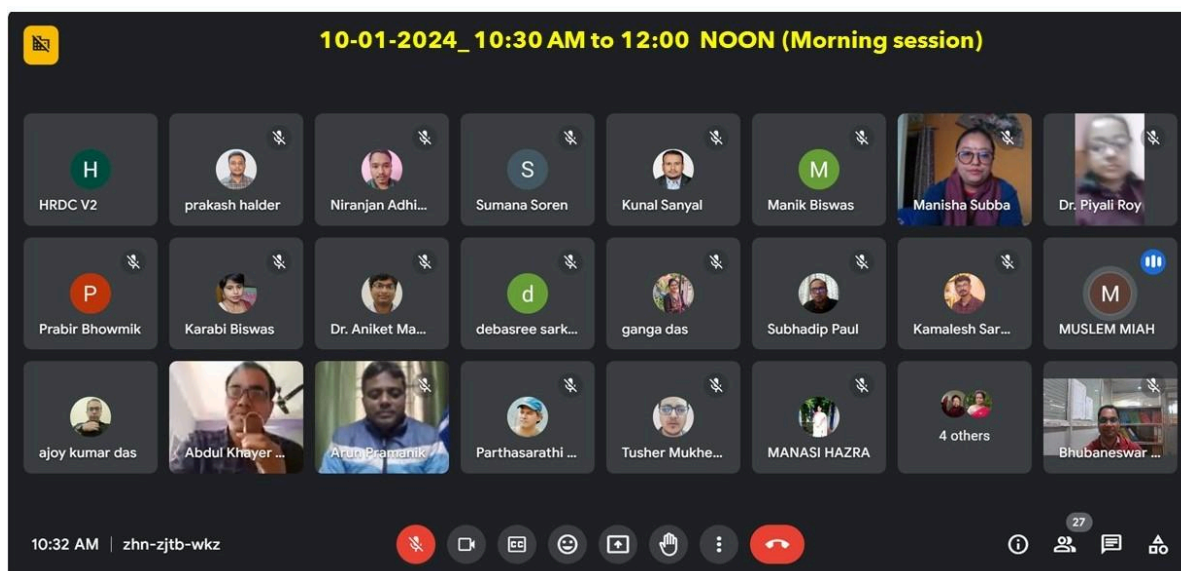 10-01-2024_ 10:30 AM to 12:00 NOON (Morning session)
H
S
M
HRDC V2
prakash halder
Niranjan Adhi...
Sumana Soren
Kunal Sanyal
Manik Biswas
Manisha Subba
Dr. Piyali Roy
P
d
M
Prabir Bhowmik
Karabi Biswas
Dr. Aniket Ma...
debasree sark...
ganga das
Subhadip Paul
Kamalesh Sar...
MUSLEM MIAH
ajoy kumar das
Abdul Khayer ...
Arun Pramanik
Parthasarathi ...
Tusher Mukhe...
MANASI HAZRA
4 others
Bhubaneswar ...
10:32 AM | zhn-zjtb-wkz
CC
27